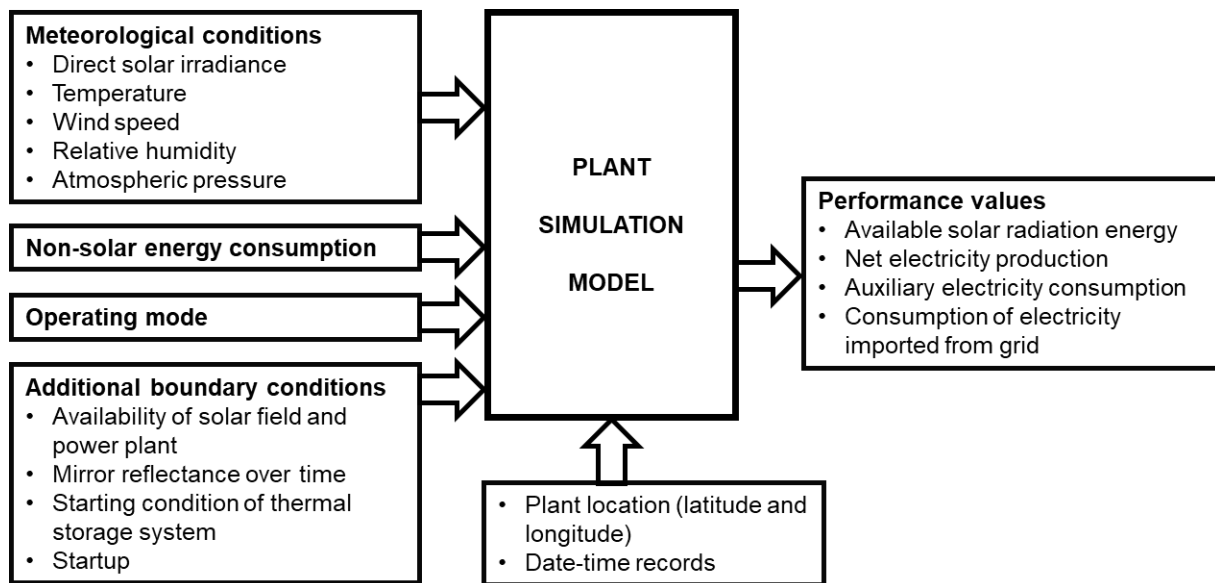 Meteorological conditions
• Direct solar irradiance
• Temperature
• Wind speed
• Relative humidity
• Atmospheric pressure
Non-solar energy consumption
Operating mode
Additional boundary conditions
• Availability of solar field and
power plant
• Mirror reflectance over time
• Starting condition of thermal
storage system
• Startup
PLANT
SIMULATION
MODEL
• Plant location (latitude and
longitude)
• Date-time records
Performance values
• Available solar radiation energy
• Net electricity production
• Auxiliary electricity consumption
• Consumption of electricity
imported from grid